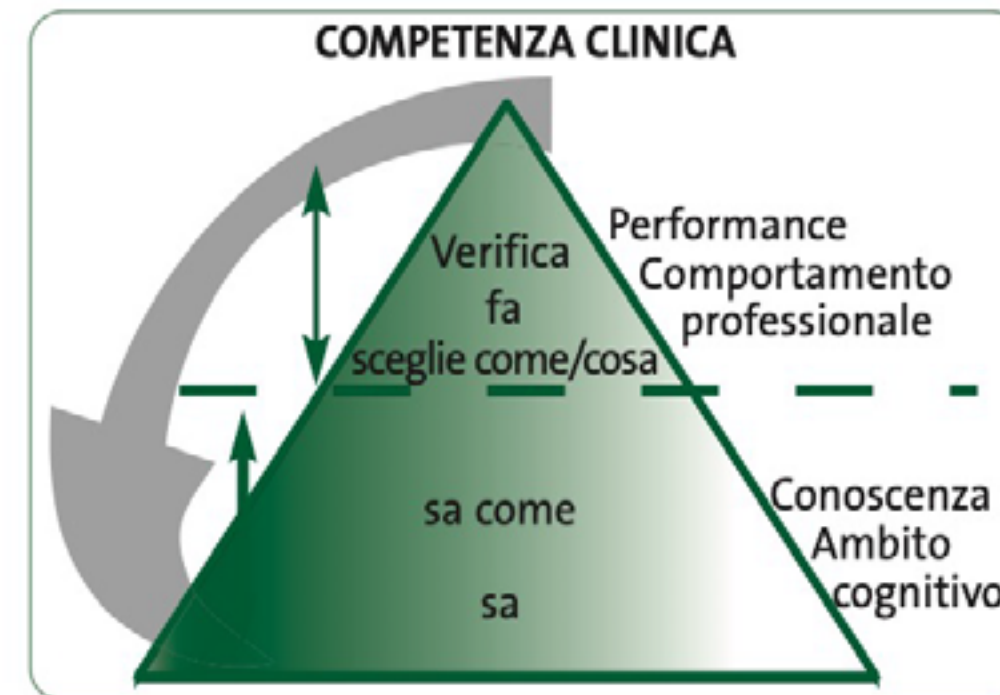 COMPETENZA CLINICA
Verifica
fa
sceglie come/cosa
Performance
Comportamento
professionale
sa come
sa
Conoscenza
Ambito
cognitivo